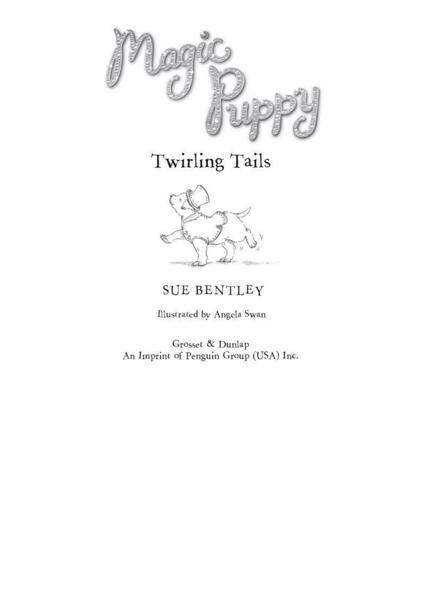 Magic
Puppy
Twirling Tails
SUE BENTLEY
Illustrated by Angela Swan
Grosset & Dunlap
An Imprint of Penguin Group (USA) Inc.